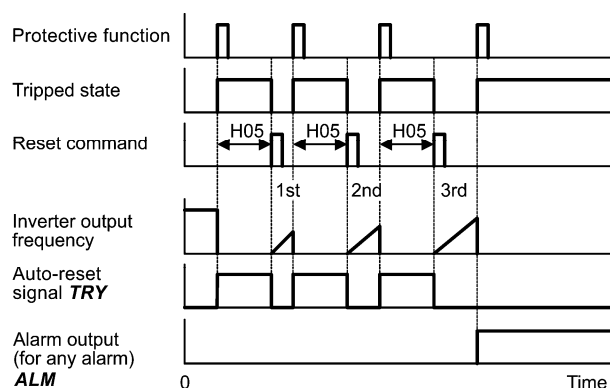 Protective function
Tripped state
Reset command
H05 H05 H05
1st 2nd 3rd
Inverter output
frequency
Auto-reset
signal TRY
Alarm output
(for any alarm)
ALM
0 Time